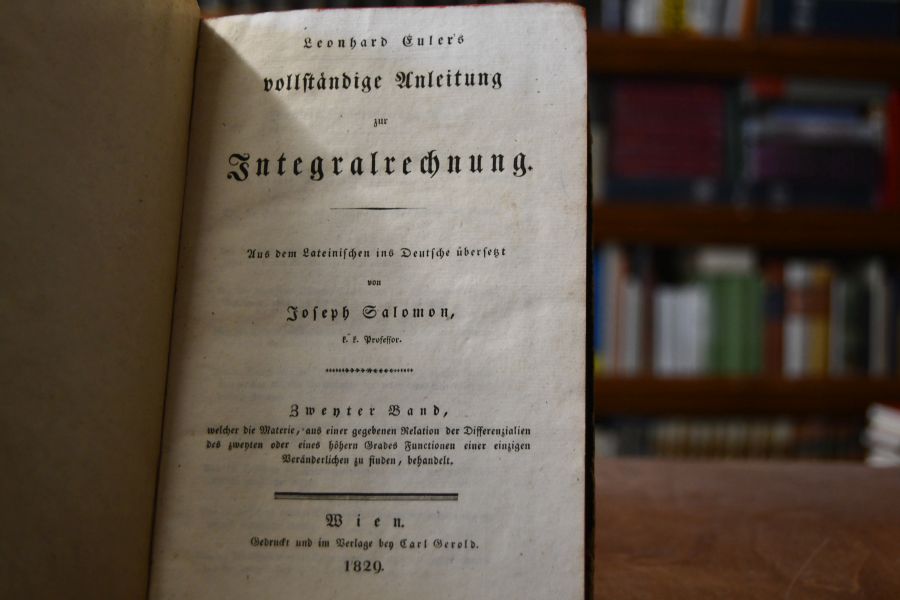 Leonhard Euler's
vollständige Anleitung
zur
Integralrechnung.
Aus dem Lateinischen ins Deutsche übersetzt
von
Joseph Salomon,
k. k. Professor.
Zweyter Band,
welcher die Materie, aus einer gegebenen Relation der Differenzialien
des zweyten oder eines höhern Grades Functionen einer einzigen
Veränderlichen zu finden, behandelt.
Wien.
Gedruckt und im Verlage bey Carl Gerold.
1829.